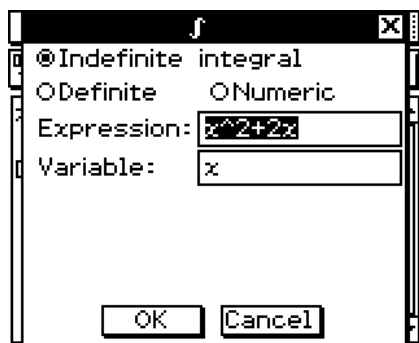 ∫
Indefinite integral
Definite Numeric
Expression: x^2+2x
Variable: x
OK Cancel